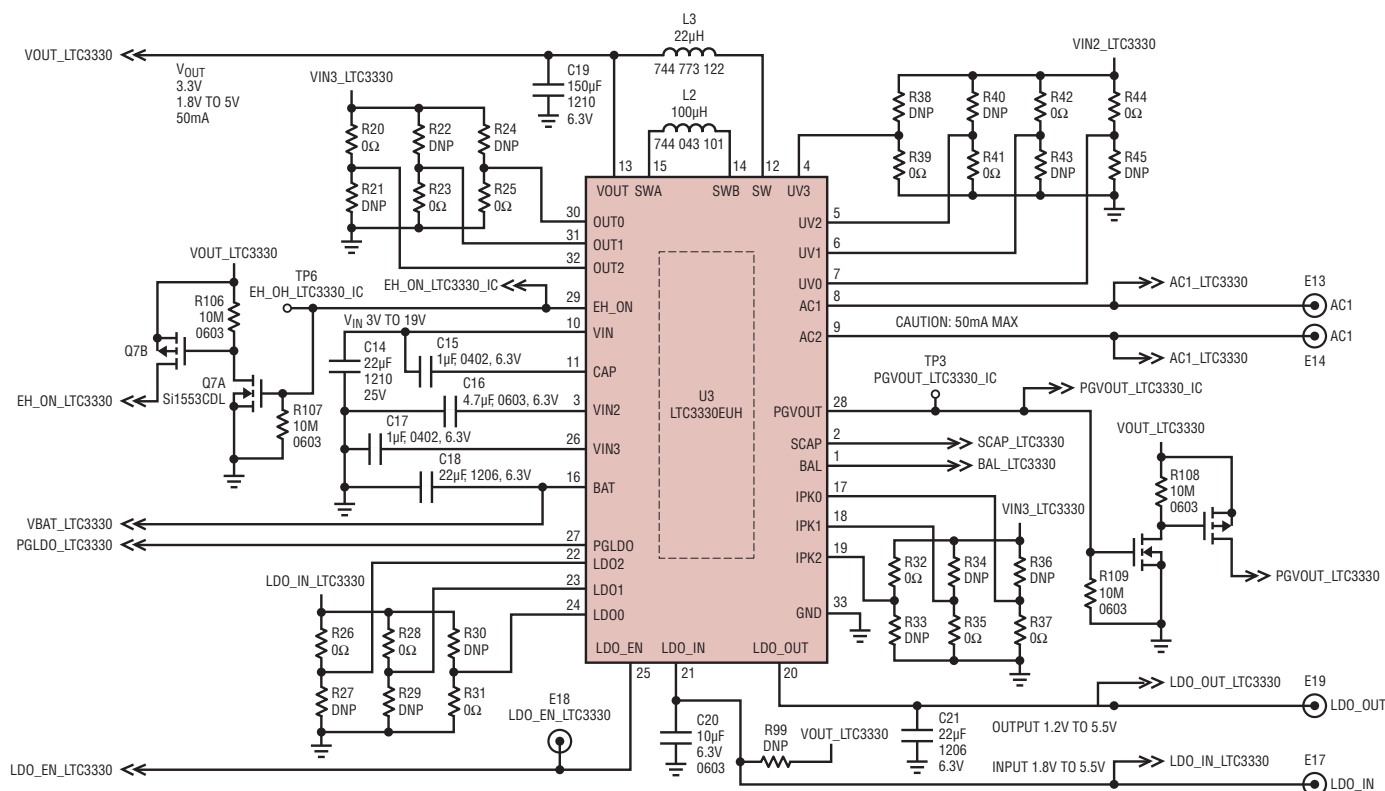 L3
22µH
744 773 122
VOUT_LTC3330
VOUT
3.3V
1.8V TO 5V
50mA
C19
150µF
1210
6.3V
L2
100µH
744 043 101
VIN3_LTC3330
R20
0Ω
R22
DNP
R24
DNP
R21
DNP
R23
0Ω
R25
0Ω
VIN2_LTC3330
R38
DNP
R40
DNP
R42
0Ω
R44
0Ω
R39
0Ω
R41
0Ω
R43
DNP
R45
DNP
13
15
14
12
4
VOUT
SWA
SWB
SW
UV3
30
OUT0
31
OUT1
32
OUT2
29
EH_ON
10
VIN
11
CAP
3
VIN2
26
VIN3
16
BAT
27
PGLDO
22
LDO2
23
LDO1
24
LDO0
LDO_EN
25
LDO_IN
21
LDO_OUT
20
U3
LTC3330EUH
UV2
5
UV1
6
UV0
7
AC1
8
AC2
9
PGVOUT
28
SCAP
2
BAL
1
IPK0
17
IPK1
18
IPK2
19
GND
33
VOUT_LTC3330
R106
10M
0603
Q7B
Q7A
Si1553CDL
EH_ON_LTC3330
R107
10M
0603
TP6
EH_OH_LTC3330_IC
EH_ON_LTC3330_IC
VIN 3V TO 19V
C14
22µF
1210
25V
C15
1µF, 0402, 6.3V
C16
4.7µF, 0603, 6.3V
C17
1µF, 0402, 6.3V
C18
22µF, 1206, 6.3V
VBAT_LTC3330
PGLDO_LTC3330
LDO_IN_LTC3330
R26
0Ω
R28
0Ω
R30
DNP
R27
DNP
R29
DNP
R31
0Ω
E18
LDO_EN_LTC3330
LDO_EN_LTC3330
AC1_LTC3330
E13
AC1
CAUTION: 50mA MAX
AC1
E14
AC1_LTC3330
TP3
PGVOUT_LTC3330_IC
PGVOUT_LTC3330_IC
SCAP_LTC3330
BAL_LTC3330
VIN3_LTC3330
R32
0Ω
R34
DNP
R36
DNP
R33
DNP
R35
0Ω
R37
0Ω
VOUT_LTC3330
R108
10M
0603
R109
10M
0603
PGVOUT_LTC3330
C20
10µF
6.3V
0603
R99
DNP
VOUT_LTC3330
C21
22µF
1206
6.3V
LDO_OUT_LTC3330
E19
LDO_OUT
OUTPUT 1.2V TO 5.5V
INPUT 1.8V TO 5.5V
LDO_IN_LTC3330
E17
LDO_IN